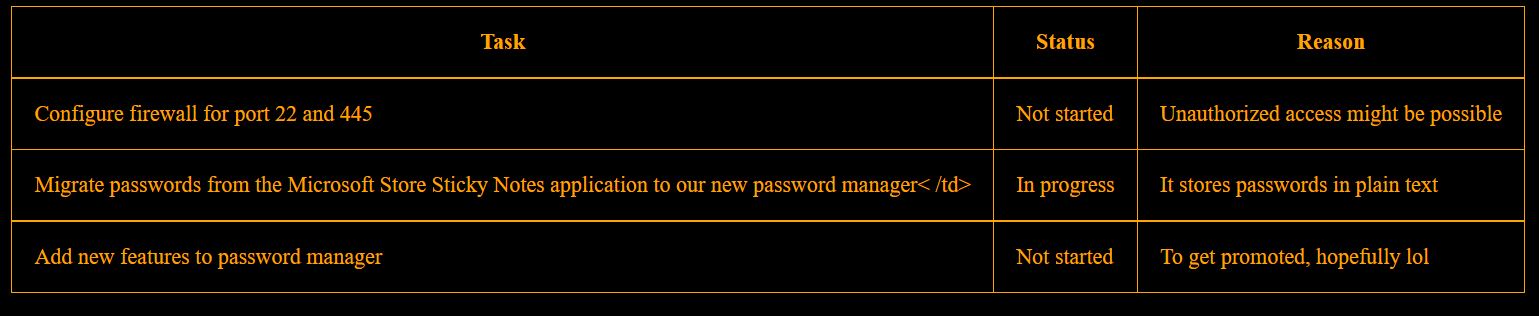 Task Status Reason
Configure firewall for port 22 and 445 Not started Unauthorized access might be possible
Migrate passwords from the Microsoft Store Sticky Notes application to our new password manager< /td> In progress It stores passwords in plain text
Add new features to password manager Not started To get promoted, hopefully lol